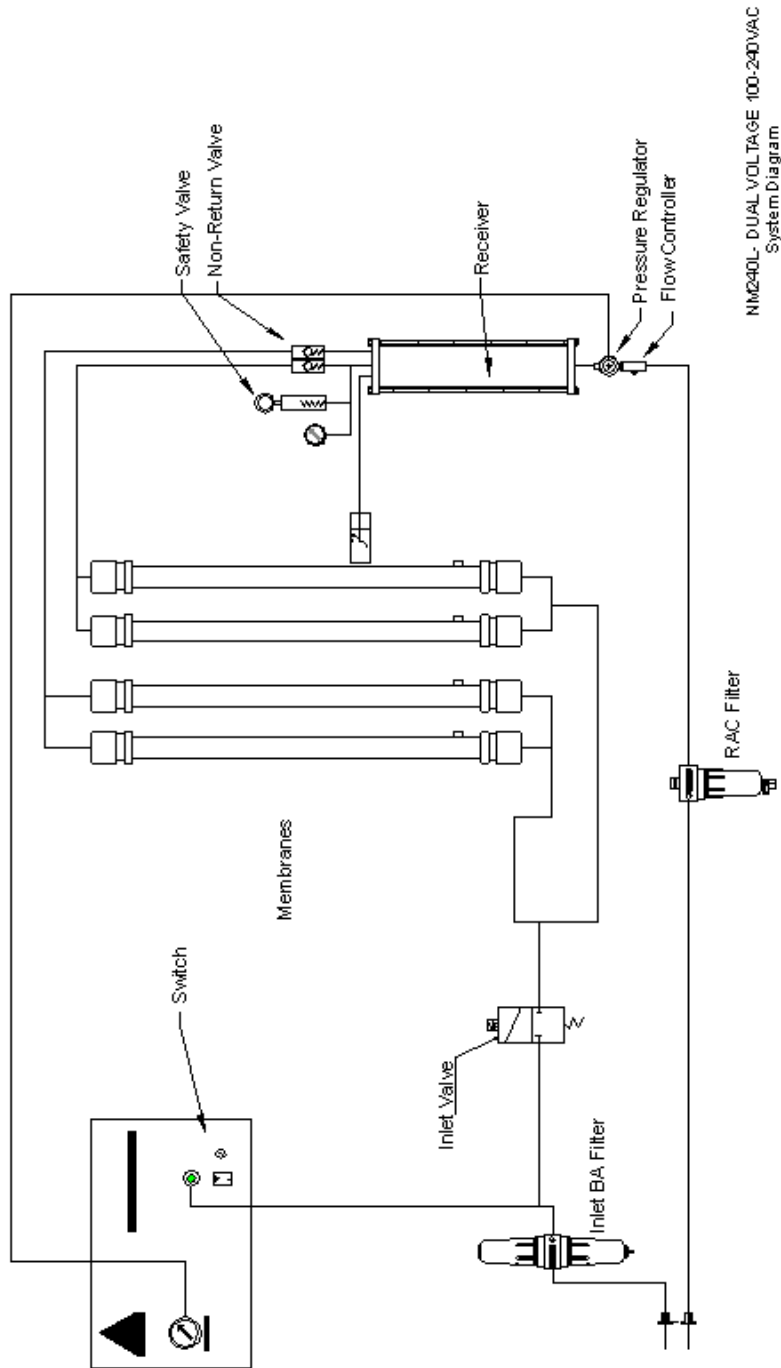 Safety Valve
Non-Return Valve
Switch
Membranes
Receiver
Inlet Valve
Pressure Regulator
Flow Controller
Inlet BA Filter
RAC Filter
NM240L- DUAL VOLTAGE 100-240VAC
System Diagram